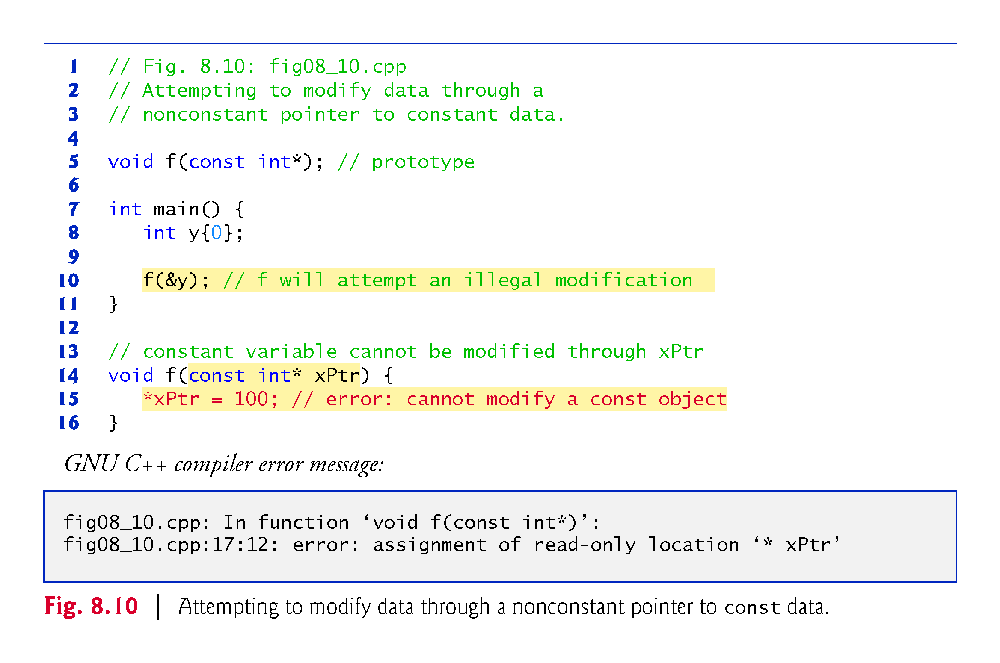 1 // Fig. 8.10: fig08_10.cpp
2 // Attempting to modify data through a
3 // nonconstant pointer to constant data.
4
5 void f(const int*); // prototype
6
7 int main() {
8    int y{0};
9
10    f(&y); // f will attempt an illegal modification
11 }
12
13 // constant variable cannot be modified through xPtr
14 void f(const int* xPtr) {
15    *xPtr = 100; // error: cannot modify a const object
16 }
GNU C++ compiler error message:
fig08_10.cpp: In function ‘void f(const int*)’:
fig08_10.cpp:17:12: error: assignment of read-only location ‘* xPtr’
Fig. 8.10 | Attempting to modify data through a nonconstant pointer to const data.